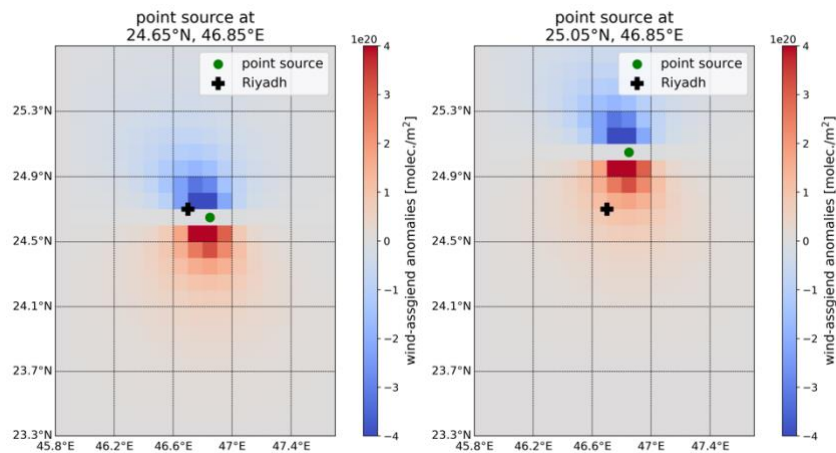 point source at
24.65°N, 46.85°E
1e20
point source
Riyadh
25.3°N
24.9°N
24.5°N
24.1°N
23.7°N
23.3°N
45.8°E 46.2°E 46.6°E 47°E 47.4°E
4
3
2
1
0
−1
−2
−3
−4
wind-assgiend anomalies [molec./m²]
point source at
25.05°N, 46.85°E
1e20
point source
Riyadh
25.3°N
24.9°N
24.5°N
24.1°N
23.7°N
23.3°N
45.8°E 46.2°E 46.6°E 47°E 47.4°E
4
3
2
1
0
−1
−2
−3
−4
wind-assgiend anomalies [molec./m²]